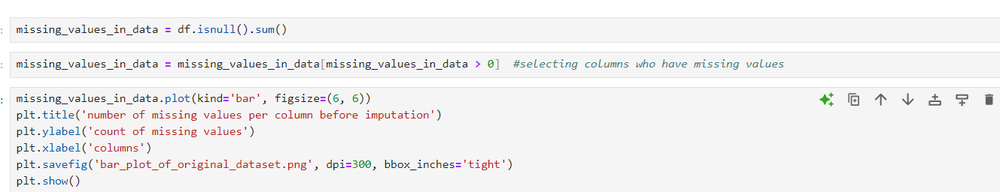 missing_values_in_data = df.isnull().sum()
missing_values_in_data = missing_values_in_data[missing_values_in_data > 0]  #selecting columns who have missing values
missing_values_in_data.plot(kind='bar', figsize=(6, 6))
plt.title('number of missing values per column before imputation')
plt.ylabel('count of missing values')
plt.xlabel('columns')
plt.savefig('bar_plot_of_original_dataset.png', dpi=300, bbox_inches='tight')
plt.show()